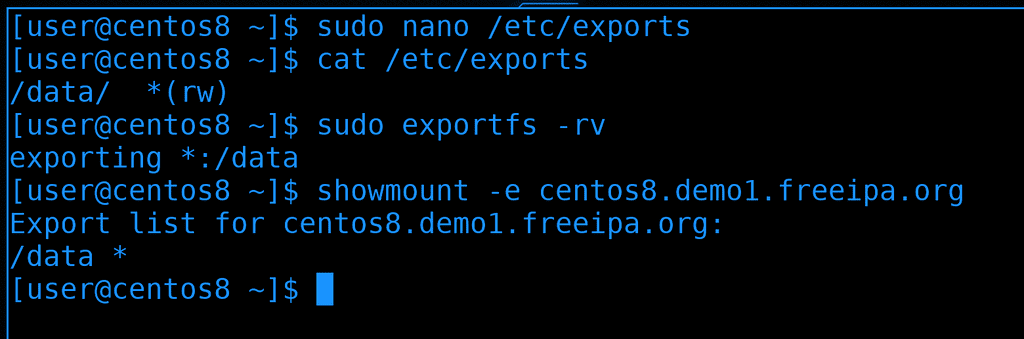 [user@centos8 ~]$ sudo nano /etc/exports
[user@centos8 ~]$ cat /etc/exports
/data/  *(rw)
[user@centos8 ~]$ sudo exportfs -rv
exporting *:/data
[user@centos8 ~]$ showmount -e centos8.demo1.freeipa.org
Export list for centos8.demo1.freeipa.org:
/data *
[user@centos8 ~]$